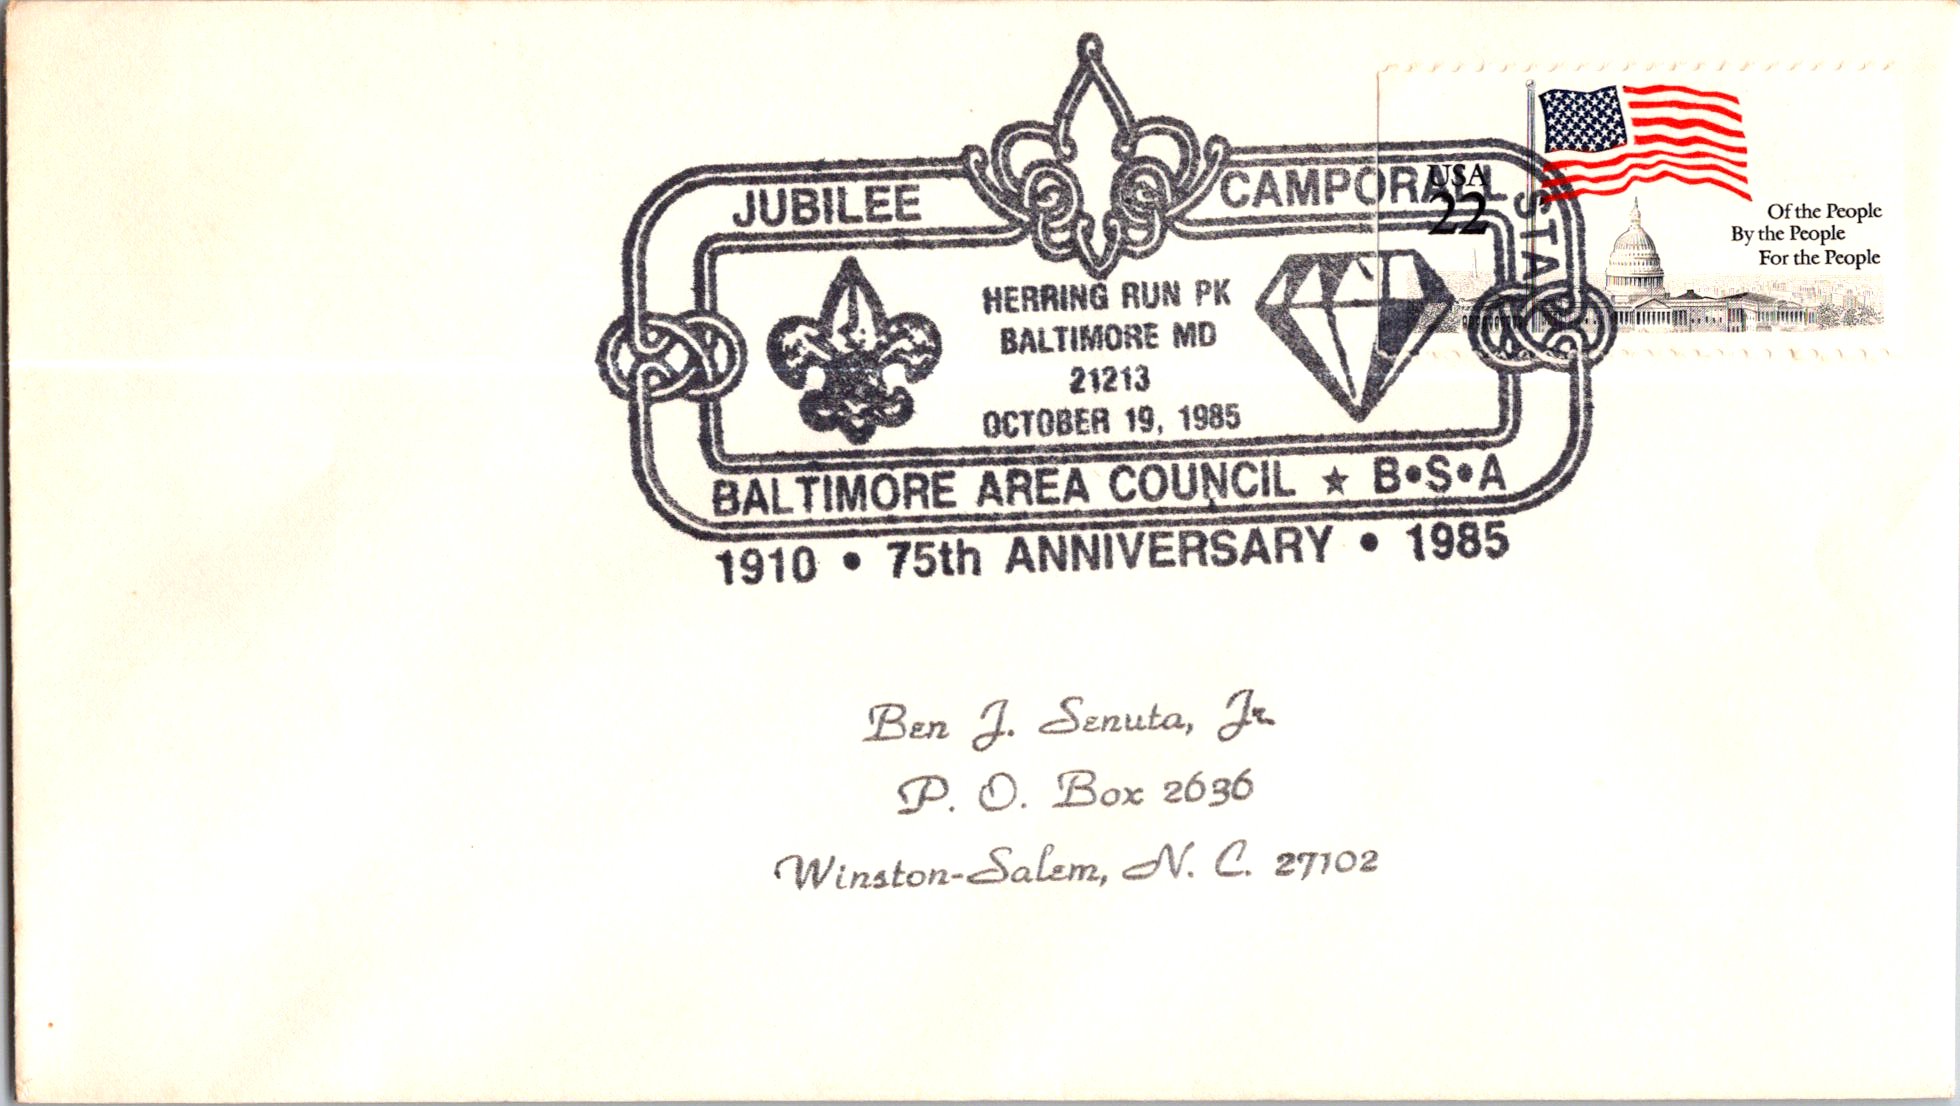 JUBILEE CAMPORALL STA
HERRING RUN PK
BALTIMORE MD
21213
OCTOBER 19, 1985
BALTIMORE AREA COUNCIL ★ B•S•A
1910 • 75th ANNIVERSARY • 1985
USA
22
Of the People
By the People
For the People
Ben J. Senuta, Jr.
P. O. Box 2636
Winston-Salem, N. C. 27102